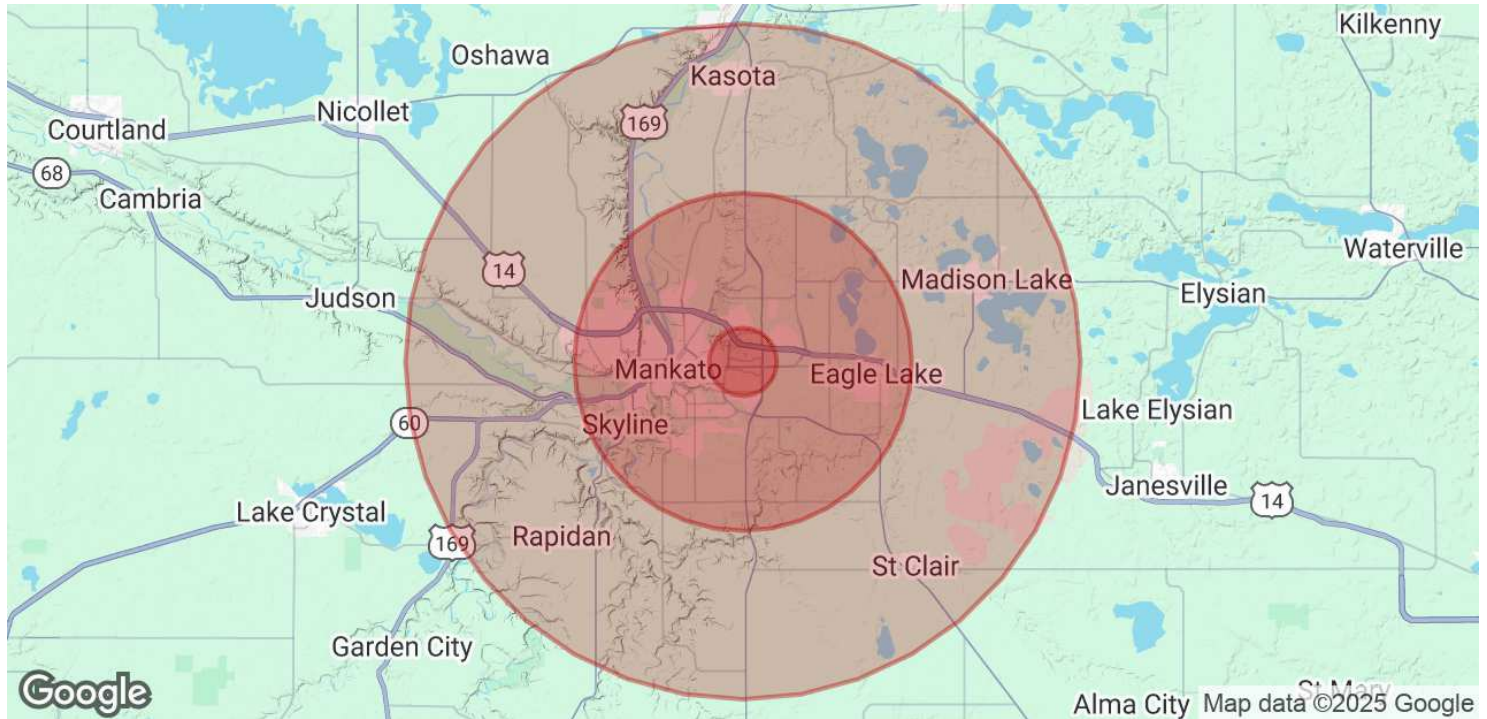 Kilkenny
Oshawa
Kasota
Nicollet
169
Courtland
68
Cambria
Waterville
14
Madison Lake
Judson
Elysian
Mankato
Eagle Lake
Lake Elysian
60
Skyline
Janesville
14
Lake Crystal
169
Rapidan
St Clair
Garden City
Google
Alma City
St Mary
Map data ©2025 Google